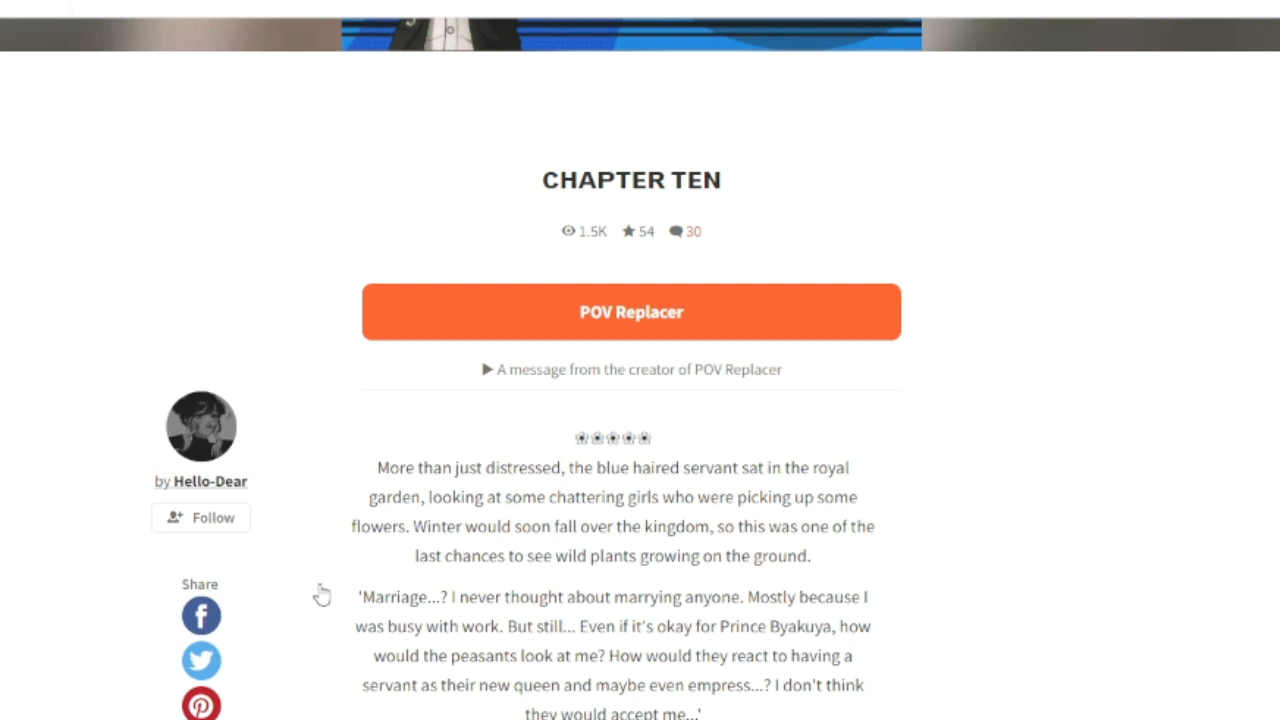 CHAPTER TEN
1.5K 54 30
POV Replacer
▶ A message from the creator of POV Replacer
by Hello-Dear
Follow
Share
More than just distressed, the blue haired servant sat in the royal
garden, looking at some chattering girls who were picking up some
flowers. Winter would soon fall over the kingdom, so this was one of the
last chances to see wild plants growing on the ground.
'Marriage...? I never thought about marrying anyone. Mostly because I
was busy with work. But still... Even if it's okay for Prince Byakuya, how
would the peasants look at me? How would they react to having a
servant as their new queen and maybe even empress...? I don't think
they would accept me...'